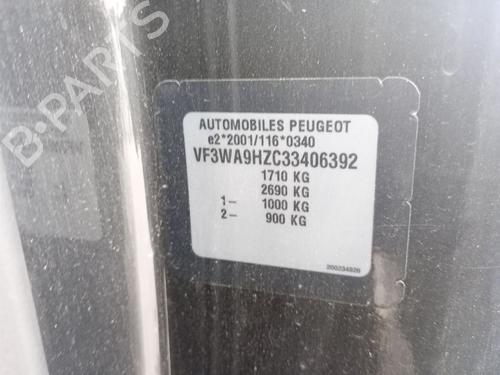 AUTOMOBILES PEUGEOT
e2*2001/116*0340
VF3WA9HZC33406392
1710 KG
2690 KG
1- 1000 KG
2- 900 KG
200234926
B-PARTS